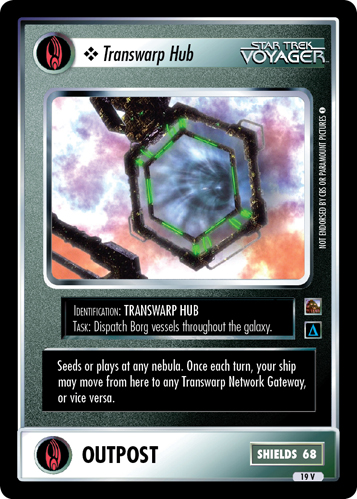 ❖ Transwarp Hub
STAR TREK
VOYAGER™
NOT ENDORSED BY CBS OR PARAMOUNT PICTURES
IDENTIFICATION: TRANSWARP HUB
TASK: Dispatch Borg vessels throughout the galaxy.
Seeds or plays at any nebula. Once each turn, your ship
may move from here to any Transwarp Network Gateway,
or vice versa.
OUTPOST
SHIELDS 68
19 V